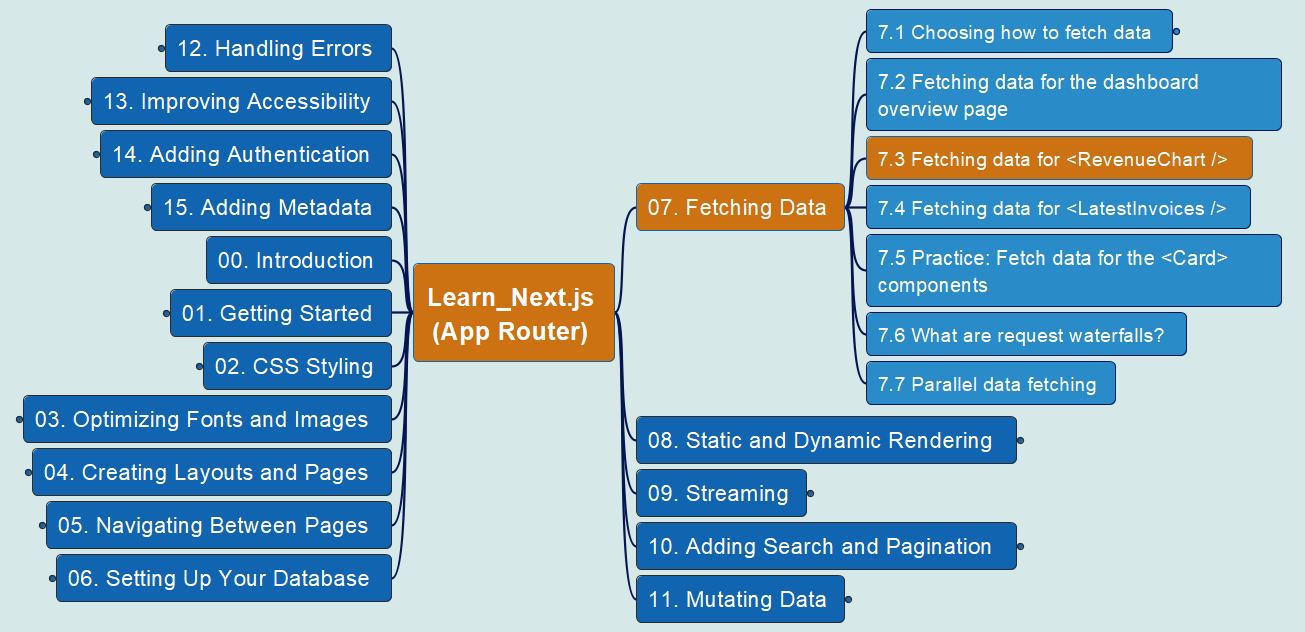 12. Handling Errors
13. Improving Accessibility
14. Adding Authentication
15. Adding Metadata
00. Introduction
01. Getting Started
02. CSS Styling
03. Optimizing Fonts and Images
04. Creating Layouts and Pages
05. Navigating Between Pages
06. Setting Up Your Database
Learn_Next.js
(App Router)
07. Fetching Data
7.1 Choosing how to fetch data
7.2 Fetching data for the dashboard
overview page
7.3 Fetching data for <RevenueChart />
7.4 Fetching data for <LatestInvoices />
7.5 Practice: Fetch data for the <Card>
components
7.6 What are request waterfalls?
7.7 Parallel data fetching
08. Static and Dynamic Rendering
09. Streaming
10. Adding Search and Pagination
11. Mutating Data